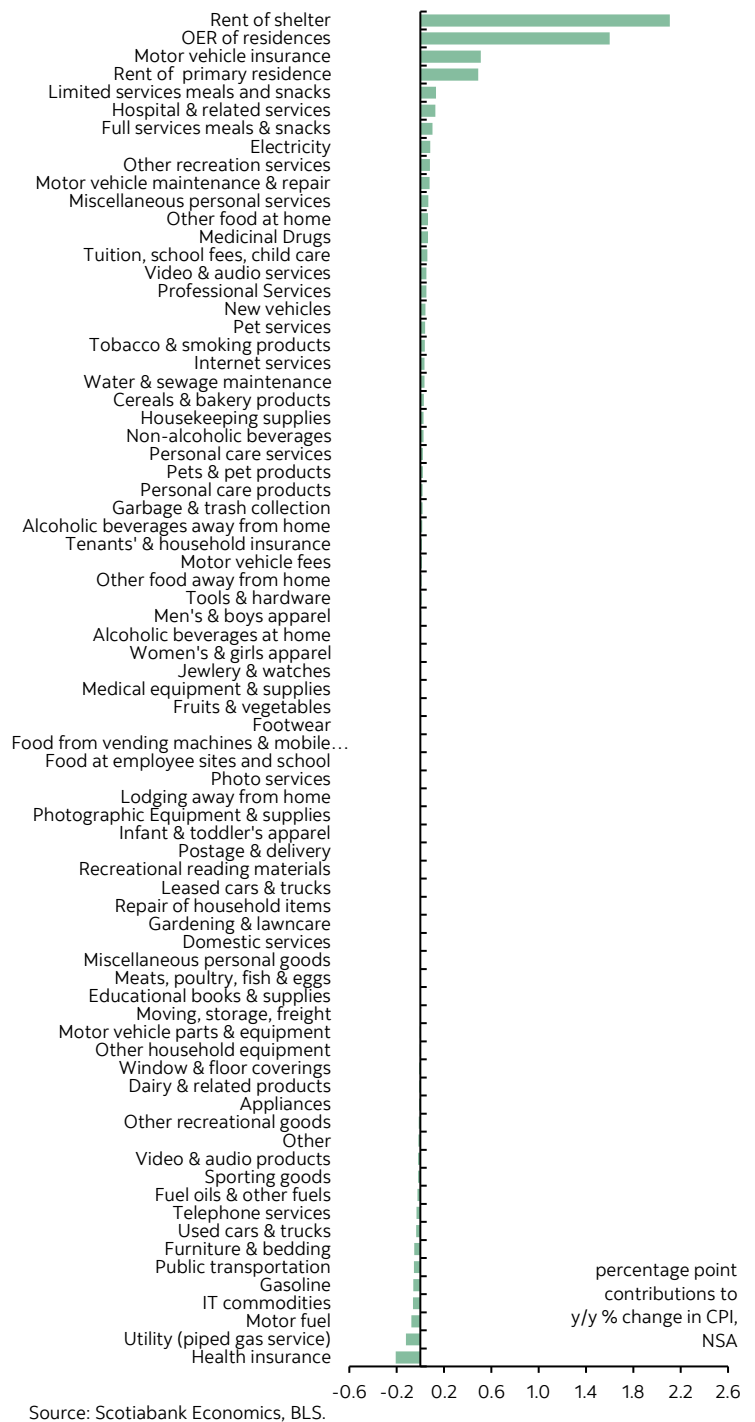 Rent of shelter
OER of residences
Motor vehicle insurance
Rent of  primary residence
Limited services meals and snacks
Hospital & related services
Full services meals & snacks
Electricity
Other recreation services
Motor vehicle maintenance & repair
Miscellaneous personal services
Other food at home
Medicinal Drugs
Tuition, school fees, child care
Video & audio services
Professional Services
New vehicles
Pet services
Tobacco & smoking products
Internet services
Water & sewage maintenance
Cereals & bakery products
Housekeeping supplies
Non-alcoholic beverages
Personal care services
Pets & pet products
Personal care products
Garbage & trash collection
Alcoholic beverages away from home
Tenants' & household insurance
Motor vehicle fees
Other food away from home
Tools & hardware
Men's & boys apparel
Alcoholic beverages at home
Women's & girls apparel
Jewlery & watches
Medical equipment & supplies
Fruits & vegetables
Footwear
Food from vending machines & mobile…
Food at employee sites and school
Photo services
Lodging away from home
Photographic Equipment & supplies
Infant & toddler's apparel
Postage & delivery
Recreational reading materials
Leased cars & trucks
Repair of household items
Gardening & lawncare
Domestic services
Miscellaneous personal goods
Meats, poultry, fish & eggs
Educational books & supplies
Moving, storage, freight
Motor vehicle parts & equipment
Other household equipment
Window & floor coverings
Dairy & related products
Appliances
Other recreational goods
Other
Video & audio products
Sporting goods
Fuel oils & other fuels
Telephone services
Used cars & trucks
Furniture & bedding
Public transportation
Gasoline
IT commodities
Motor fuel
Utility (piped gas service)
Health insurance
percentage point
contributions to
y/y % change in CPI,
NSA
-0.6 -0.2 0.2 0.6 1.0 1.4 1.8 2.2 2.6
Source: Scotiabank Economics, BLS.